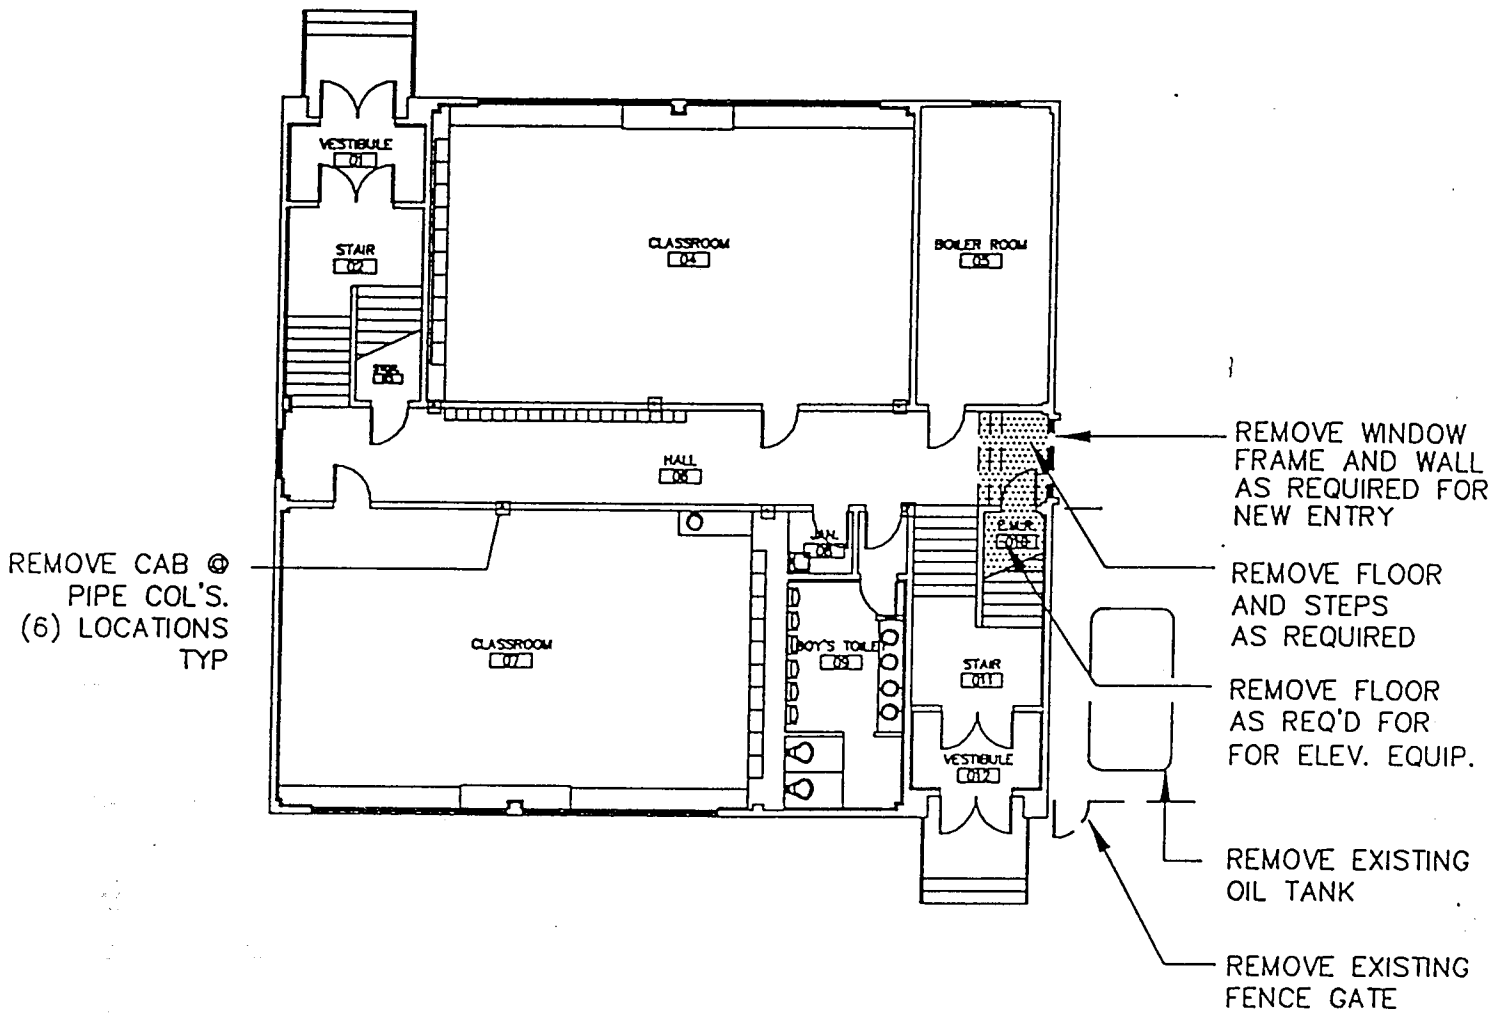 VESTIBULE
01
STAIR
02
CLASSROOM
04
BOILER ROOM
05
HALL
06
JAN.
08
E.M.R.
010
CLASSROOM
07
BOY'S TOILET
09
STAIR
011
VESTIBULE
012
REMOVE CAB @
PIPE COL'S.
(6) LOCATIONS
TYP
REMOVE WINDOW
FRAME AND WALL
AS REQUIRED FOR
NEW ENTRY
REMOVE FLOOR
AND STEPS
AS REQUIRED
REMOVE FLOOR
AS REQ'D FOR
FOR ELEV. EQUIP.
REMOVE EXISTING
OIL TANK
REMOVE EXISTING
FENCE GATE